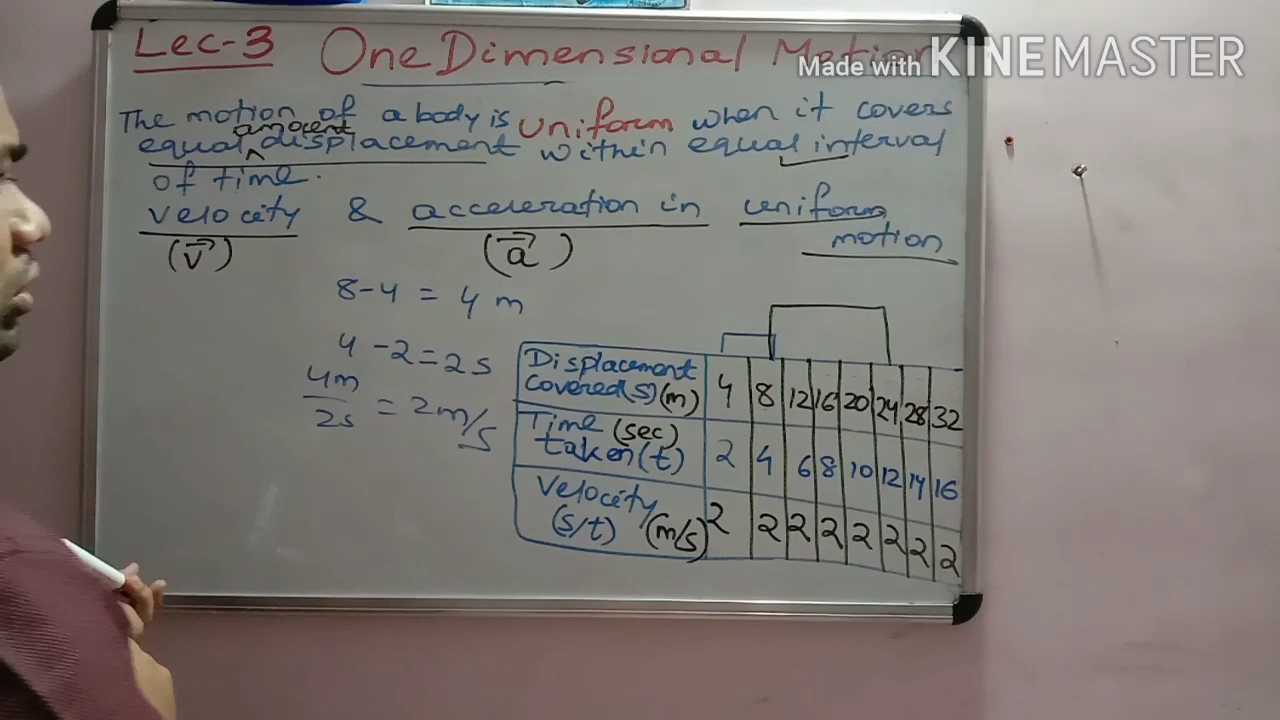 Lec-3 One Dimensional Motion
Made with KINEMASTER
The motion of a body is uniform when it covers
equal amount displacement within equal interval
of time.
velocity & acceleration in uniform
motion
(v⃗) (a⃗)
8-4 = 4 m
4 - 2 = 2 s
4m/2s = 2m/s
Displacement covered(s)(m) 4 8 12 16 20 24 28 32
Time (sec) taken(t) 2 4 6 8 10 12 14 16
Velocity (s/t) (m/s) 2 2 2 2 2 2 2 2